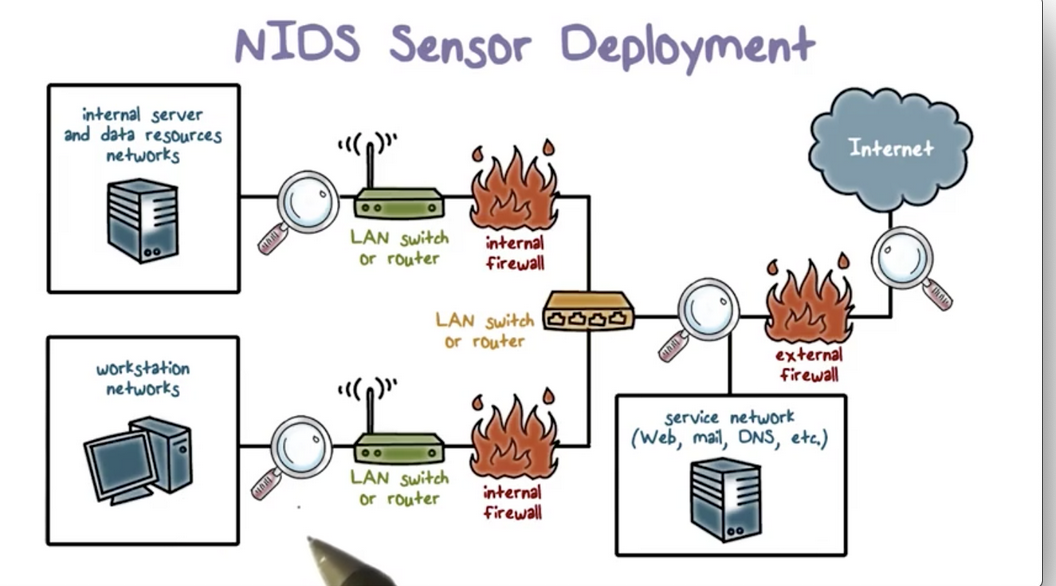 NIDS Sensor Deployment
internal server
and data resources
networks
LAN switch
or router
internal
firewall
Internet
LAN switch
or router
external
firewall
workstation
networks
LAN switch
or router
internal
firewall
service network
(Web, mail, DNS, etc.)